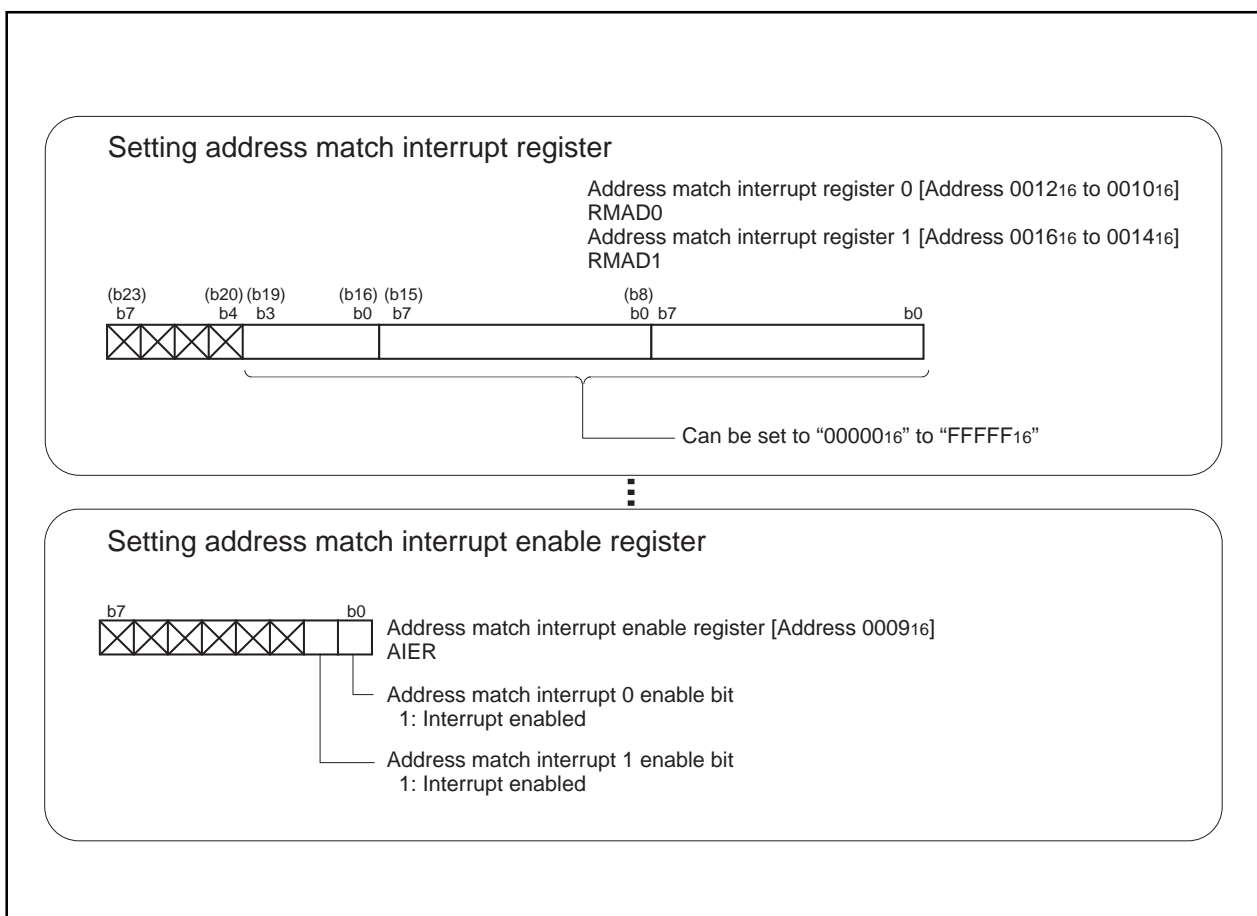 Setting address match interrupt register
Address match interrupt register 0 [Address 001216 to 001016]
RMAD0
Address match interrupt register 1 [Address 001616 to 001416]
RMAD1
(b23) (b20) (b19) (b16) (b15) (b8)
b7 b4 b3 b0 b7 b0 b7 b0
Can be set to “0000016” to “FFFFF16”
Setting address match interrupt enable register
b7 b0
Address match interrupt enable register [Address 000916]
AIER
Address match interrupt 0 enable bit
1: Interrupt enabled
Address match interrupt 1 enable bit
1: Interrupt enabled